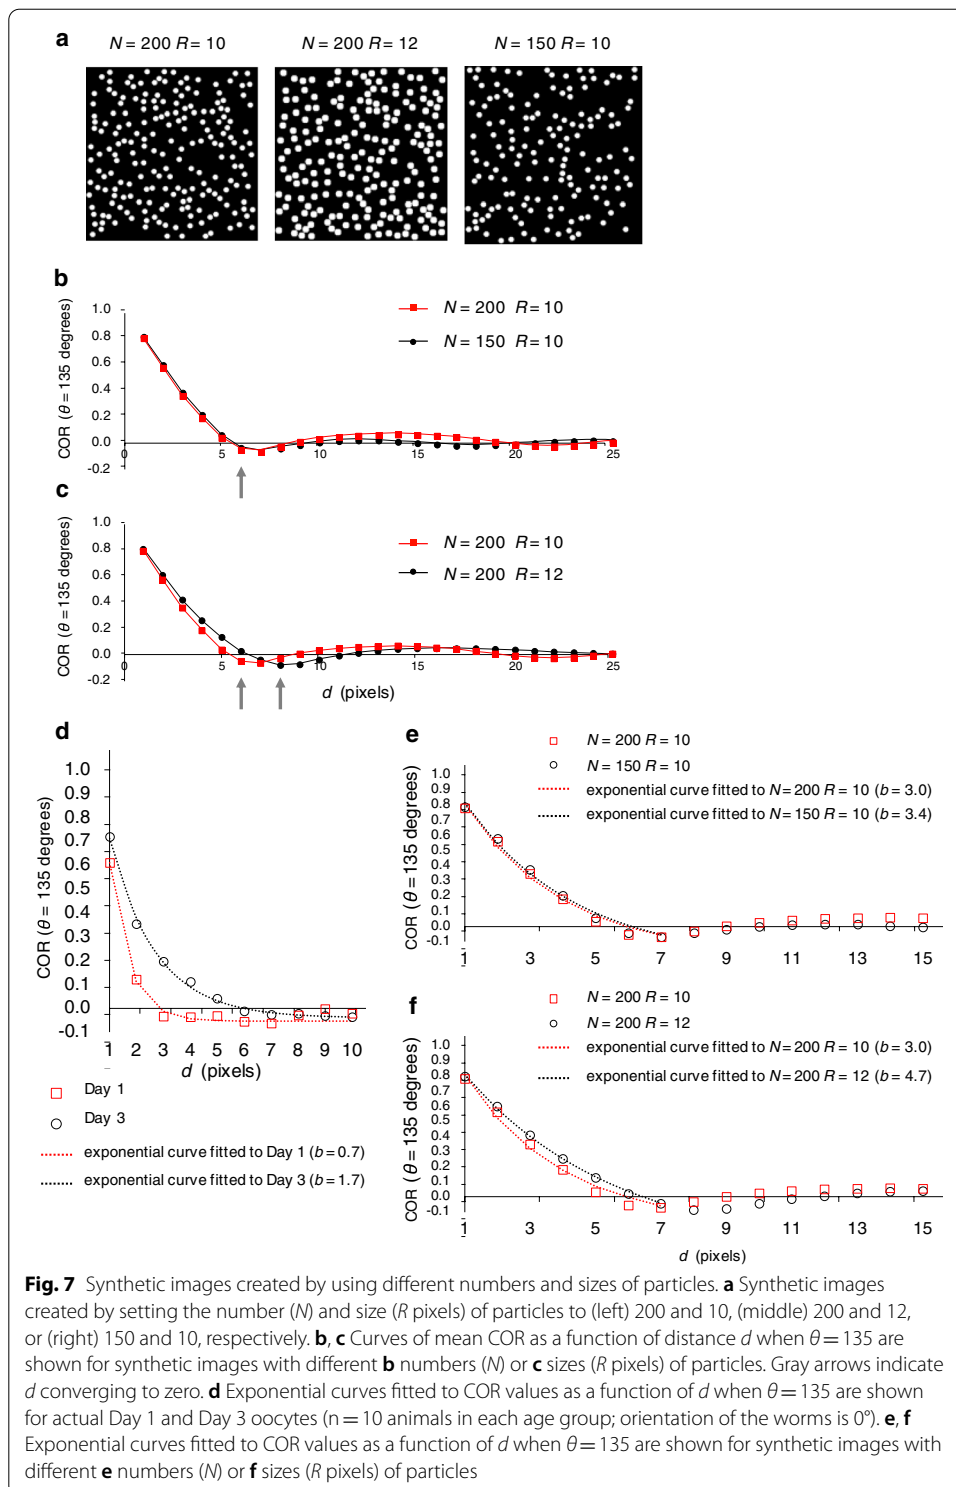 a
N = 200 R = 10
N = 200 R = 12
N = 150 R = 10
b
COR (θ = 135 degrees)
1.0
0.8
0.6
0.4
0.2
0.0
-0.2
0
5
10
15
20
25
N = 200 R = 10
N = 150 R = 10
c
COR (θ = 135 degrees)
1.0
0.8
0.6
0.4
0.2
0.0
-0.2
0
5
10
15
20
25
N = 200 R = 10
N = 200 R = 12
d (pixels)
d
COR (θ = 135 degrees)
1.0
0.9
0.8
0.7
0.6
0.5
0.4
0.3
0.2
0.1
0.0
-0.1
1 2 3 4 5 6 7 8 9 10
d (pixels)
Day 1
Day 3
exponential curve fitted to Day 1 (b = 0.7)
exponential curve fitted to Day 3 (b = 1.7)
e
N = 200 R = 10
N = 150 R = 10
exponential curve fitted to N = 200 R = 10 (b = 3.0)
exponential curve fitted to N = 150 R = 10 (b = 3.4)
COR (θ = 135 degrees)
1.0
0.9
0.8
0.7
0.6
0.5
0.4
0.3
0.2
0.1
0.0
-0.1
1 3 5 7 9 11 13 15
f
N = 200 R = 10
N = 200 R = 12
exponential curve fitted to N = 200 R = 10 (b = 3.0)
exponential curve fitted to N = 200 R = 12 (b = 4.7)
COR (θ = 135 degrees)
1.0
0.9
0.8
0.7
0.6
0.5
0.4
0.3
0.2
0.1
0.0
-0.1
1 3 5 7 9 11 13 15
d (pixels)
Fig. 7 Synthetic images created by using different numbers and sizes of particles. a Synthetic images
created by setting the number (N) and size (R pixels) of particles to (left) 200 and 10, (middle) 200 and 12,
or (right) 150 and 10, respectively. b, c Curves of mean COR as a function of distance d when θ = 135 are
shown for synthetic images with different b numbers (N) or c sizes (R pixels) of particles. Gray arrows indicate
d converging to zero. d Exponential curves fitted to COR values as a function of d when θ = 135 are shown
for actual Day 1 and Day 3 oocytes (n = 10 animals in each age group; orientation of the worms is 0°). e, f
Exponential curves fitted to COR values as a function of d when θ = 135 are shown for synthetic images with
different e numbers (N) or f sizes (R pixels) of particles